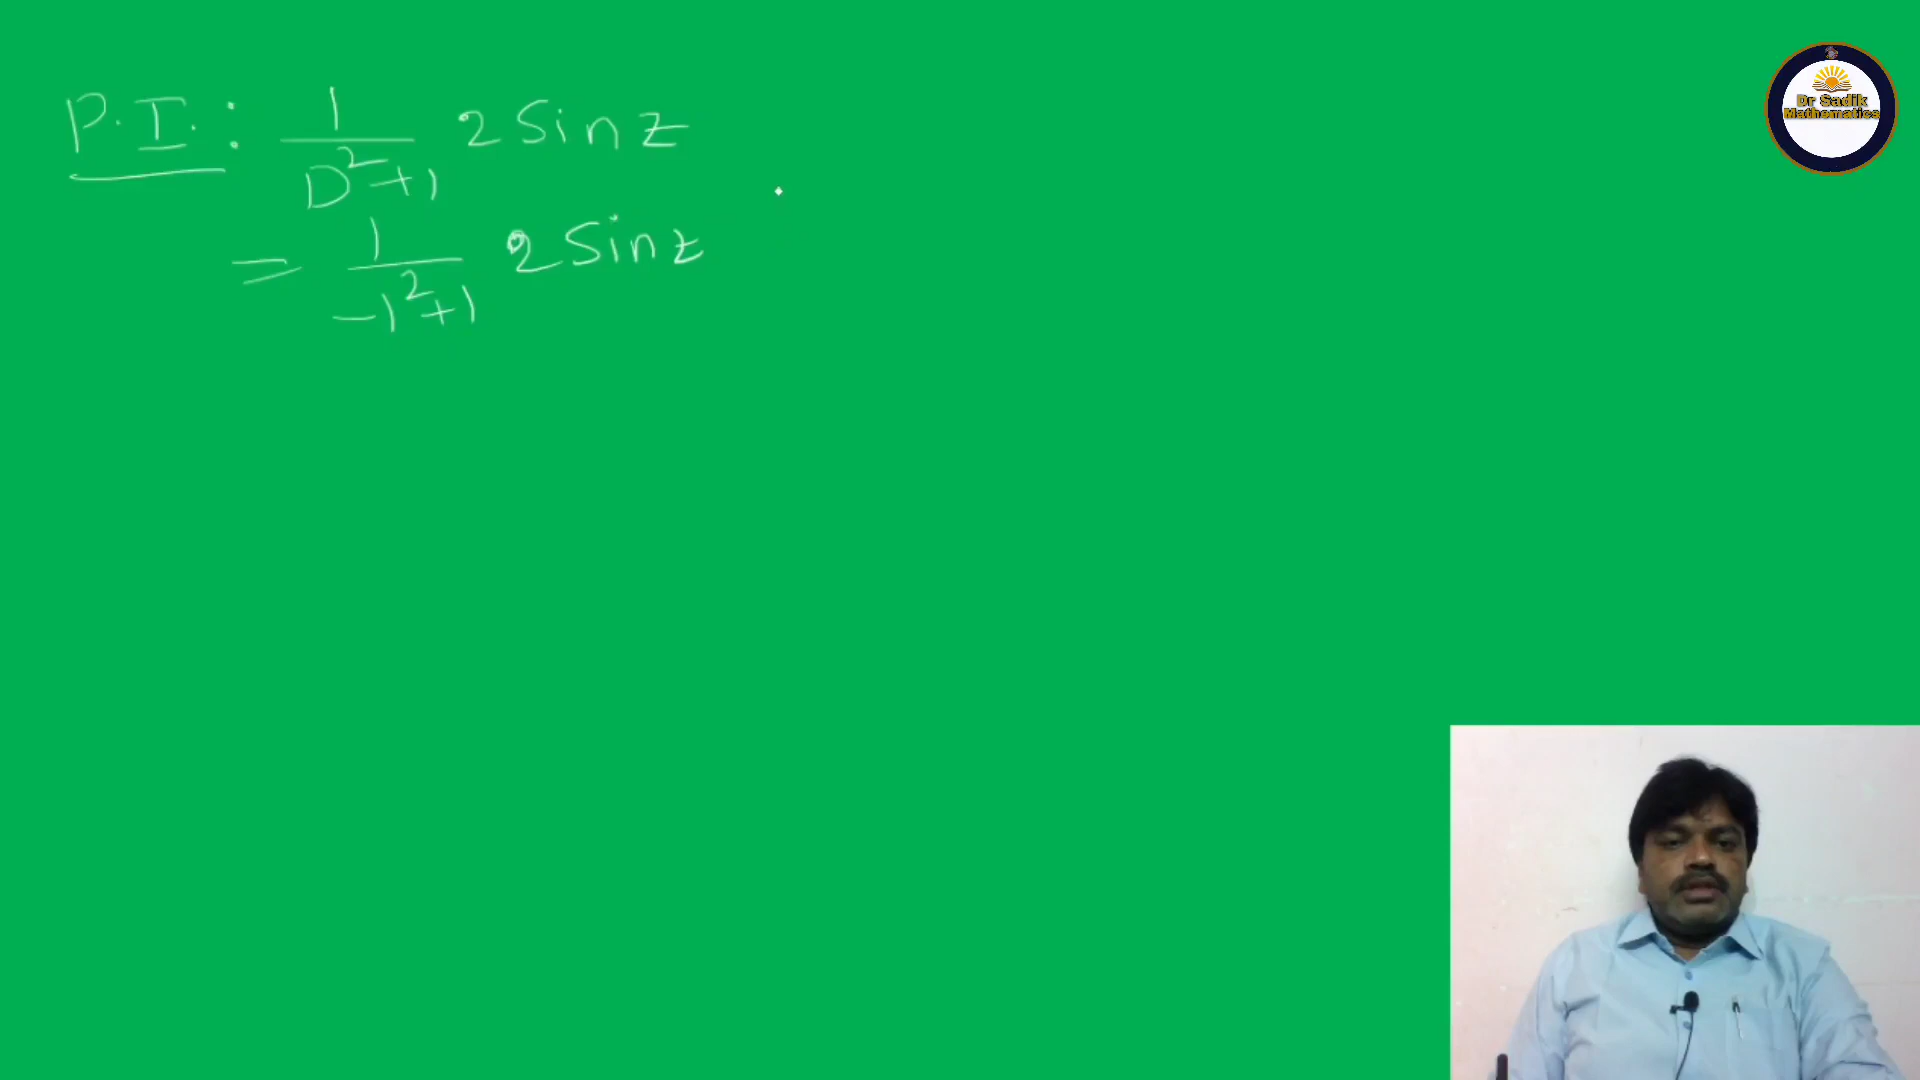 P.I. : 1/(D²+1) 2 Sin z
= 1/(-1²+1) 2 Sin z
Dr Sadik
Mathematics